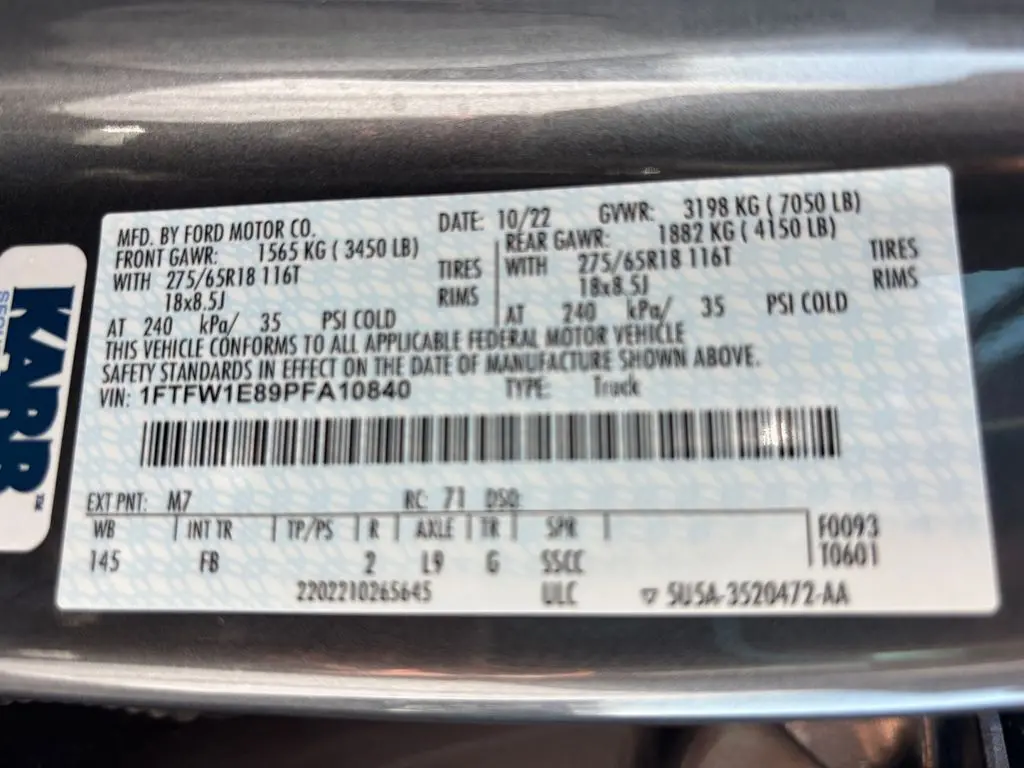 MFD. BY FORD MOTOR CO. DATE: 10/22 GVWR: 3198 KG ( 7050 LB)
FRONT GAWR: 1565 KG ( 3450 LB) REAR GAWR: 1882 KG ( 4150 LB)
WITH 275/65R18 116T TIRES WITH 275/65R18 116T TIRES
18x8.5J RIMS 18x8.5J RIMS
AT 240 kPa/ 35 PSI COLD AT 240 kPa/ 35 PSI COLD
THIS VEHICLE CONFORMS TO ALL APPLICABLE FEDERAL MOTOR VEHICLE
SAFETY STANDARDS IN EFFECT ON THE DATE OF MANUFACTURE SHOWN ABOVE.
VIN: 1FTFW1E89PFA10840 TYPE: Truck
EXT PNT: M7 RC: 71 DSO:
WB INT TR TP/PS R AXLE TR SPR F0093
145 FB 2 L9 G SSCC T0601
2202210265645 ULC ▽ SU5A-3520472-AA
KARR